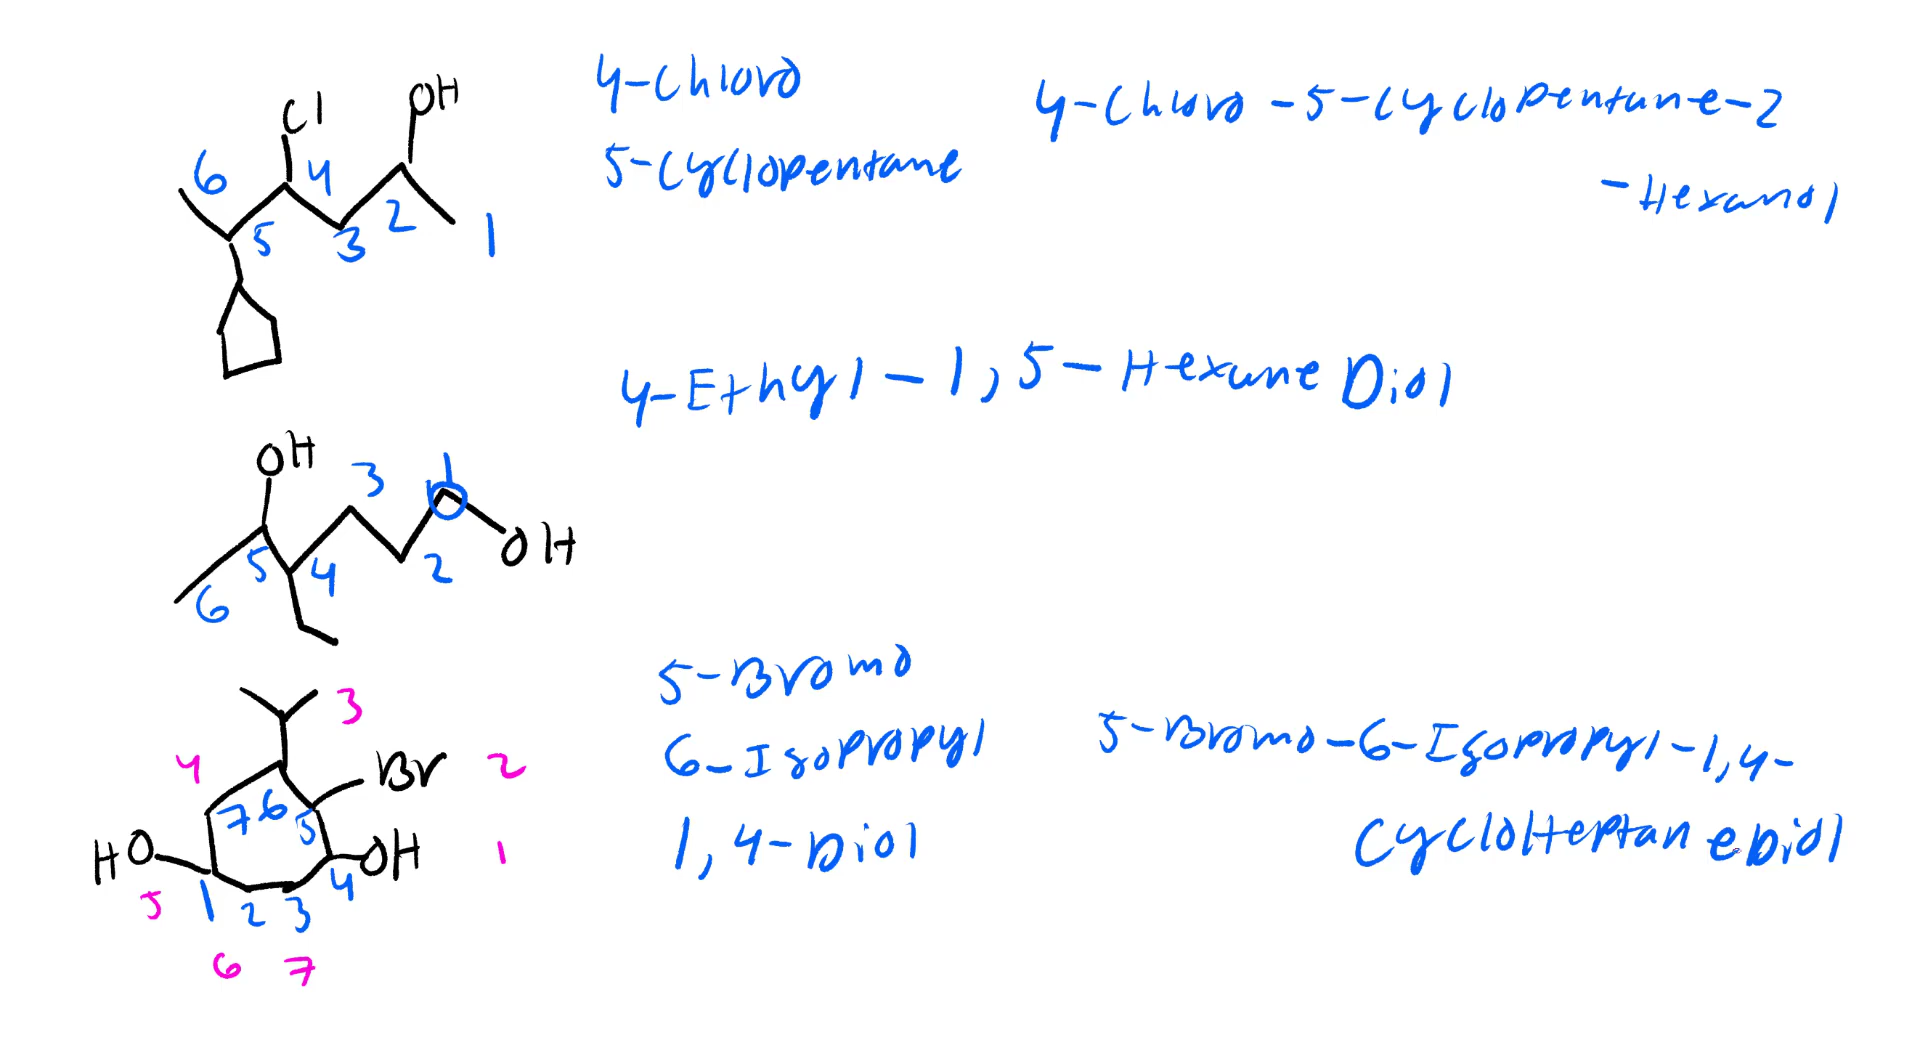 Cl
OH
6
4
5
3
2
1
4-Chloro
5-Cyclopentane
4-Chloro-5-Cyclopentane-2
-Hexanol
4-Ethyl-1,5-Hexane Diol
OH
3
1
OH
5
4
2
6
3
4
Br
2
7
6
5
HO
OH
1
5
1
2
3
4
6
7
5-Bromo
6-Isopropyl
1,4-Diol
5-Bromo-6-Isopropyl-1,4-
CycloHeptaneDiol